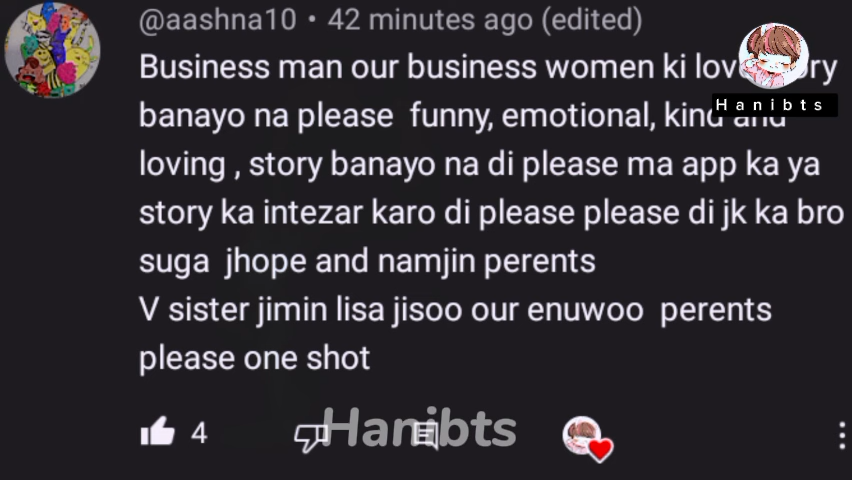 @aashna10 • 42 minutes ago (edited)
Business man our business women ki love story
Hanibts
banayo na please funny, emotional, kind and
loving , story banayo na di please ma app ka ya
story ka intezar karo di please please di jk ka bro
suga jhope and namjin perents
V sister jimin lisa jisoo our enuwoo perents
please one shot
4
Hanibts